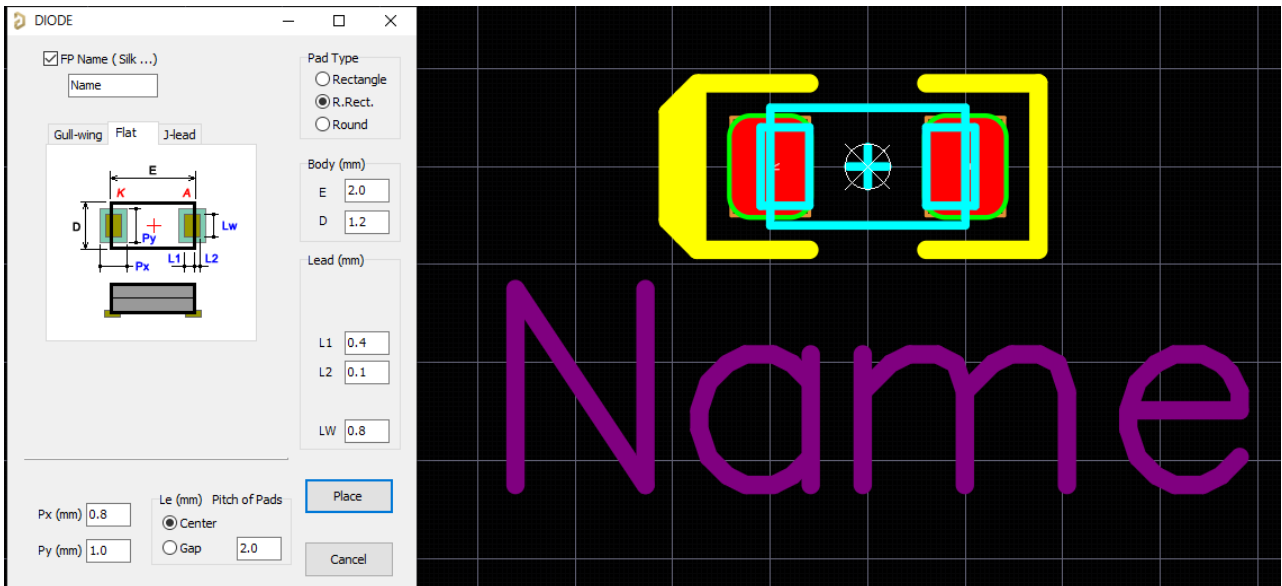 DIODE
FP Name ( Silk ...)
Name
Pad Type
Rectangle
R.Rect.
Round
Gull-wing
Flat
J-lead
E
K
A
D
Py
Lw
Px
L1
L2
Body (mm)
E 2.0
D 1.2
Lead (mm)
L1 0.4
L2 0.1
LW 0.8
Px (mm) 0.8
Py (mm) 1.0
Le (mm) Pitch of Pads
Center
Gap 2.0
Place
Cancel
Name